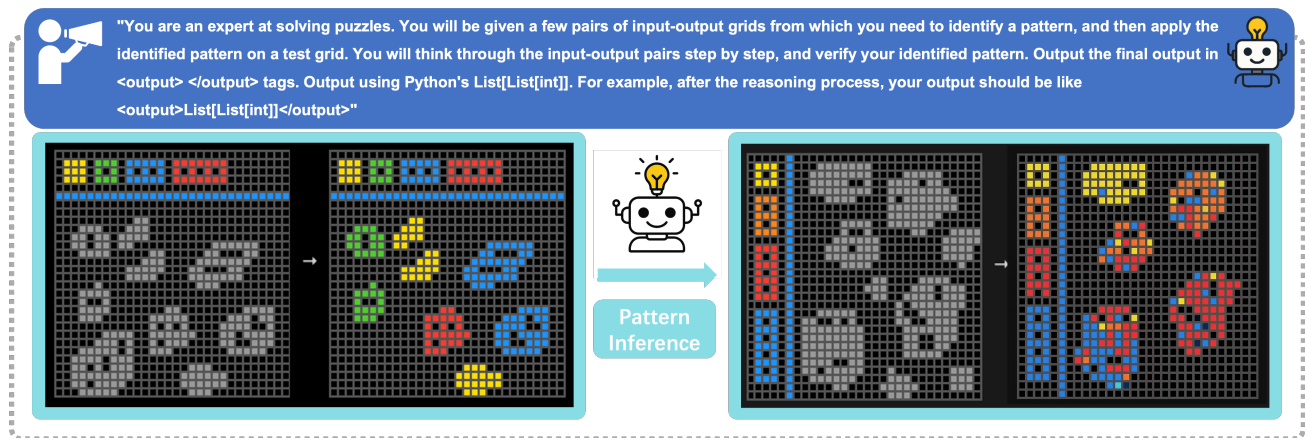 "You are an expert at solving puzzles. You will be given a few pairs of input-output grids from which you need to identify a pattern, and then apply the
identified pattern on a test grid. You will think through the input-output pairs step by step, and verify your identified pattern. Output the final output in
<output> </output> tags. Output using Python's List[List[int]]. For example, after the reasoning process, your output should be like
<output>List[List[int]]</output>"
Pattern
Inference